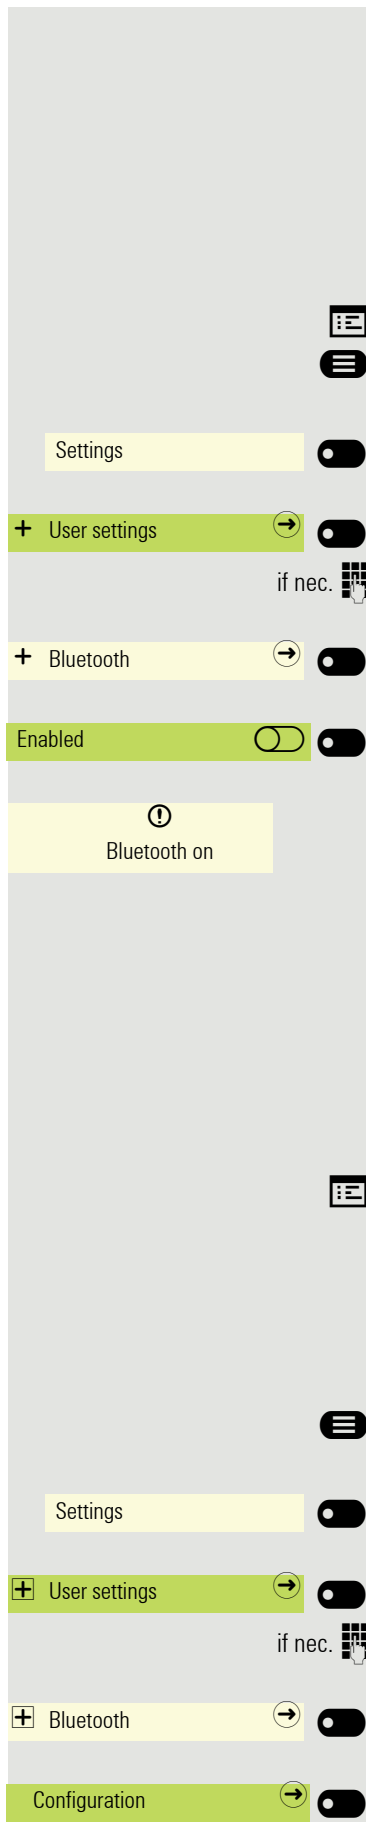 Settings
+ User settings
if nec.
+ Bluetooth
Enabled
Bluetooth on
Settings
+ User settings
if nec.
+ Bluetooth
Configuration